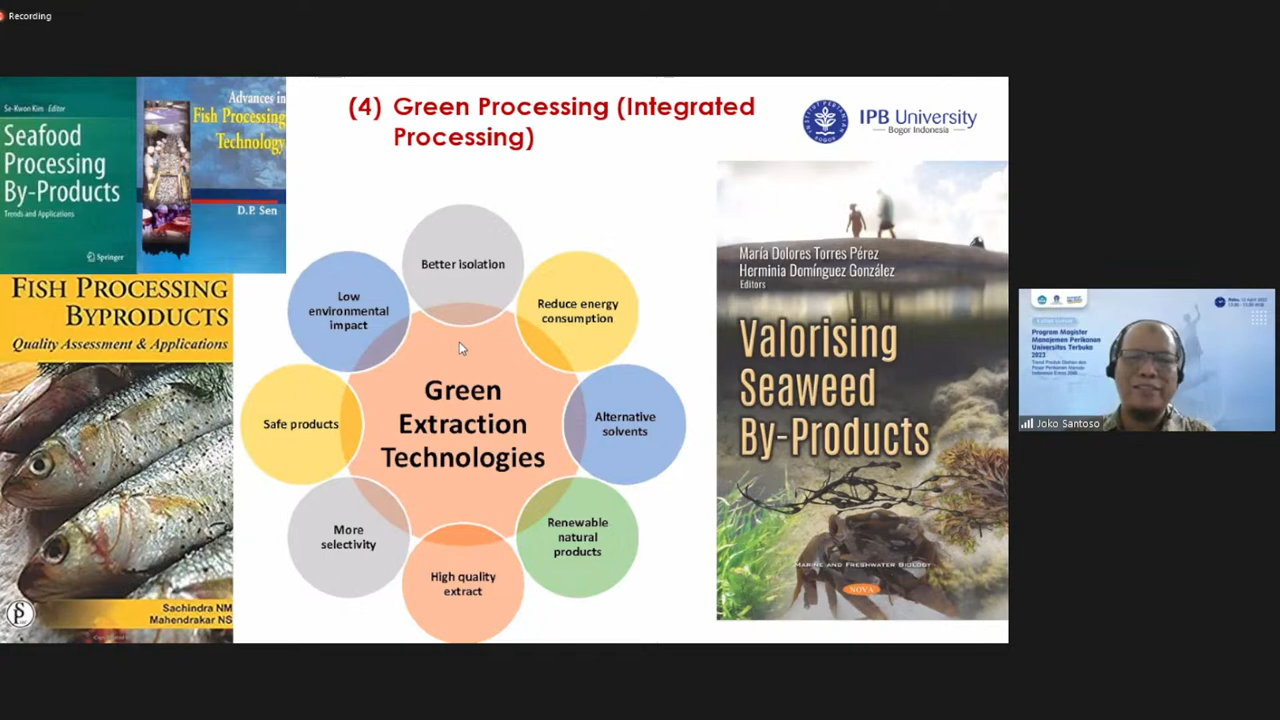 Recording
Se-Kwon Kim Editor
Seafood
Processing
By-Products
Trends and Applications
Springer
Advances in
Fish Processing
Technology
D.P. Sen
(4) Green Processing (Integrated
Processing)
IPB University
Bogor Indonesia
FISH PROCESSING
BYPRODUCTS
Quality Assessment & Applications
Sachindra NM
Mahendrakar NS
Better isolation
Reduce energy
consumption
Alternative
solvents
Renewable
natural
products
High quality
extract
More
selectivity
Safe products
Low
environmental
impact
Green
Extraction
Technologies
María Dolores Torres Pérez
Herminia Domínguez González
Editors
Valorising
Seaweed
By-Products
MARINE AND FRESHWATER BIOLOGY
NOVA
Program Magister
Manajemen Perikanan
Universitas Terbuka
2023
Joko Santoso